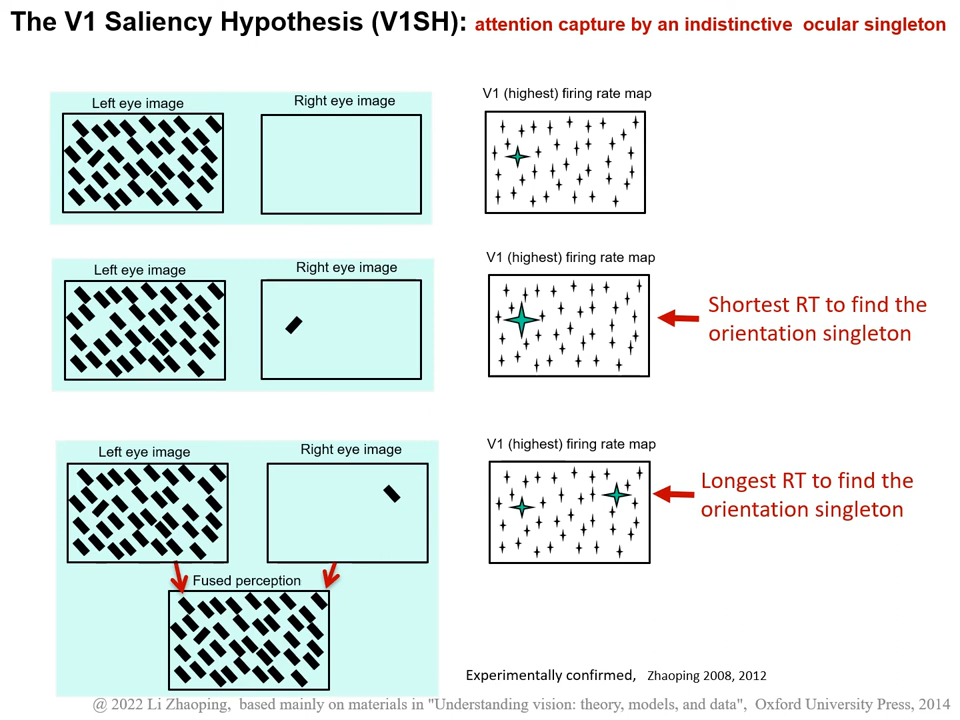 The V1 Saliency Hypothesis (V1SH): attention capture by an indistinctive ocular singleton
Left eye image
Right eye image
V1 (highest) firing rate map
Left eye image
Right eye image
V1 (highest) firing rate map
Shortest RT to find the
orientation singleton
Left eye image
Right eye image
V1 (highest) firing rate map
Longest RT to find the
orientation singleton
Fused perception
Experimentally confirmed, Zhaoping 2008, 2012
@ 2022 Li Zhaoping, based mainly on materials in "Understanding vision: theory, models, and data", Oxford University Press, 2014